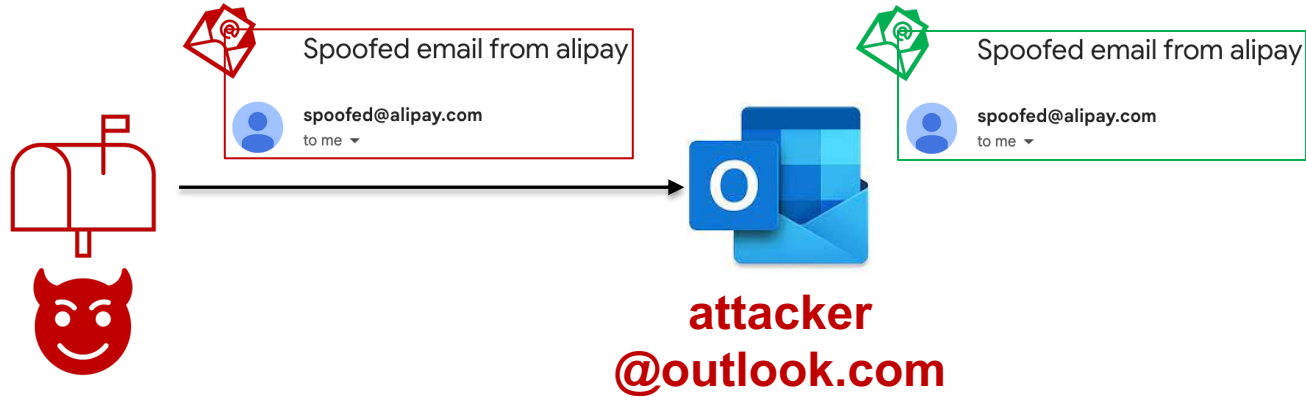 Spoofed email from alipay
spoofed@alipay.com
to me
Spoofed email from alipay
spoofed@alipay.com
to me
O
attacker
@outlook.com